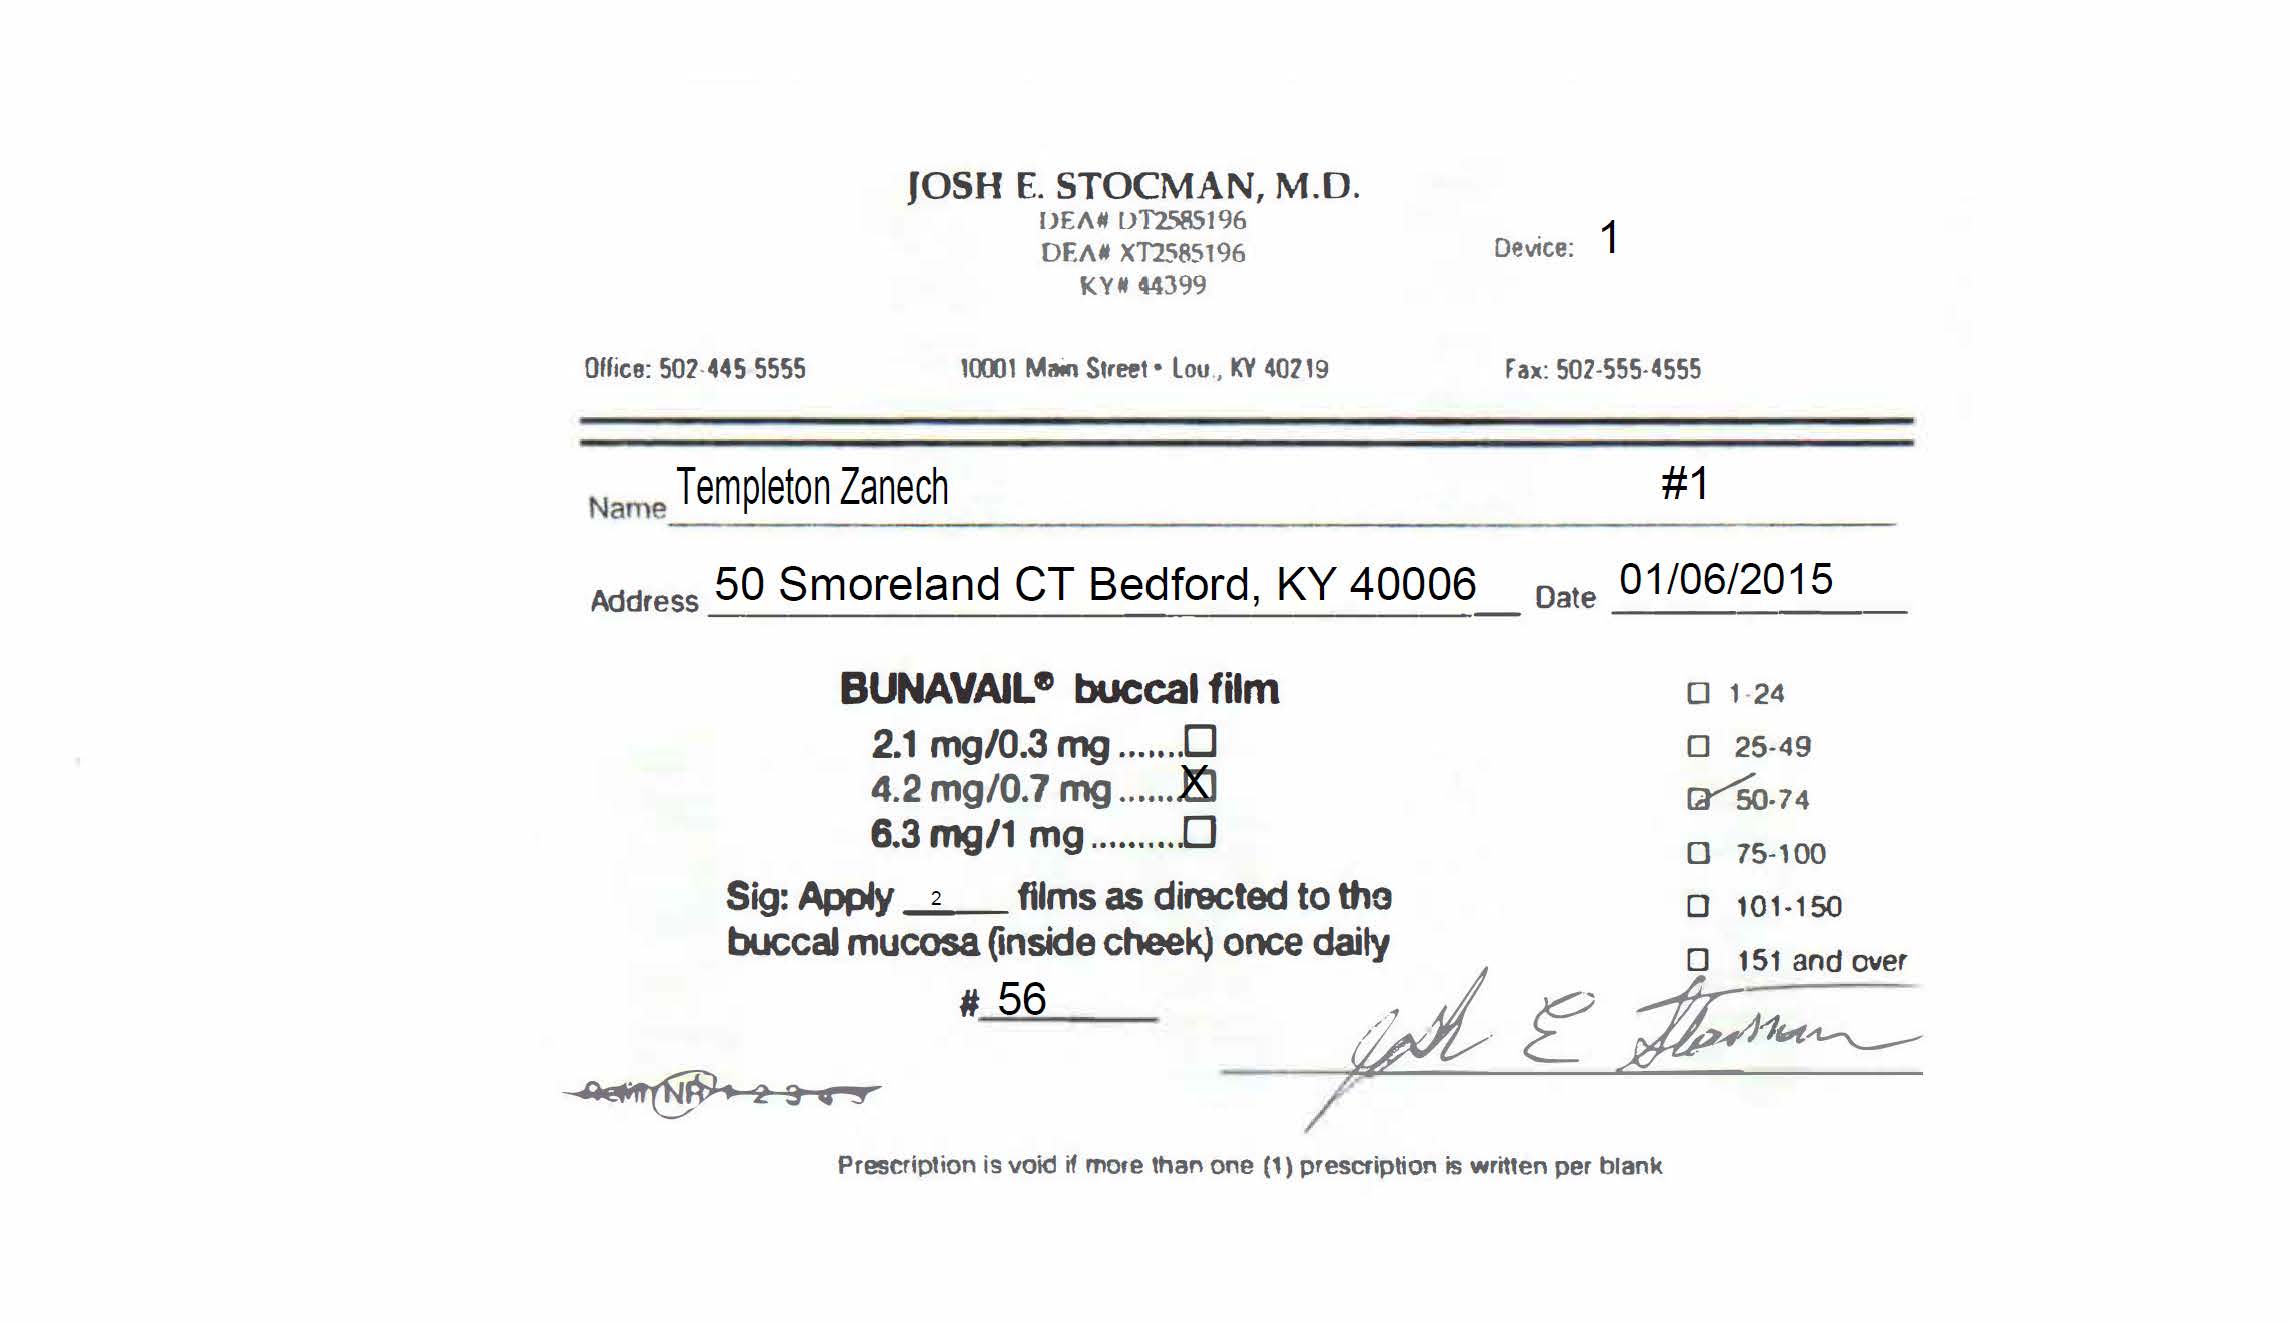 JOSH E. STOCMAN, M.D.
DEA# DT2585196
DEA# XT2585196
KY# 44399
Device: 1
Office: 502-445-5555 10001 Main Street • Lou., KY 40219 Fax: 502-555-4555
Name Templeton Zanech #1
Address 50 Smoreland CT Bedford, KY 40006 Date 01/06/2015
BUNAVAIL® buccal film
2.1 mg/0.3 mg .......
4.2 mg/0.7 mg ....... X
6.3 mg/1 mg ..........
Sig: Apply 2 films as directed to the
buccal mucosa (inside cheek) once daily
# 56
1-24
25-49
50-74
75-100
101-150
151 and over
Josh E Stocman
NR 2 3
Prescription is void if more than one (1) prescription is written per blank